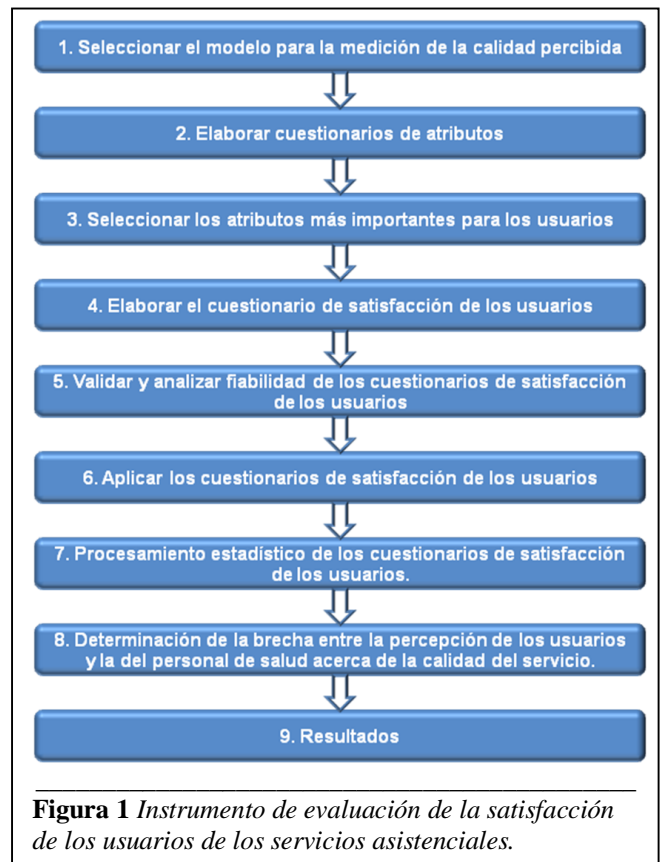 1. Seleccionar el modelo para la medición de la calidad percibida
2. Elaborar cuestionarios de atributos
3. Seleccionar los atributos más importantes para los usuarios
4. Elaborar el cuestionario de satisfacción de los usuarios
5. Validar y analizar fiabilidad de los cuestionarios de satisfacción
de los usuarios
6. Aplicar los cuestionarios de satisfacción de los usuarios
7. Procesamiento estadístico de los cuestionarios de satisfacción
de los usuarios.
8. Determinación de la brecha entre la percepción de los usuarios
y la del personal de salud acerca de la calidad del servicio.
9. Resultados
Figura 1 Instrumento de evaluación de la satisfacción
de los usuarios de los servicios asistenciales.